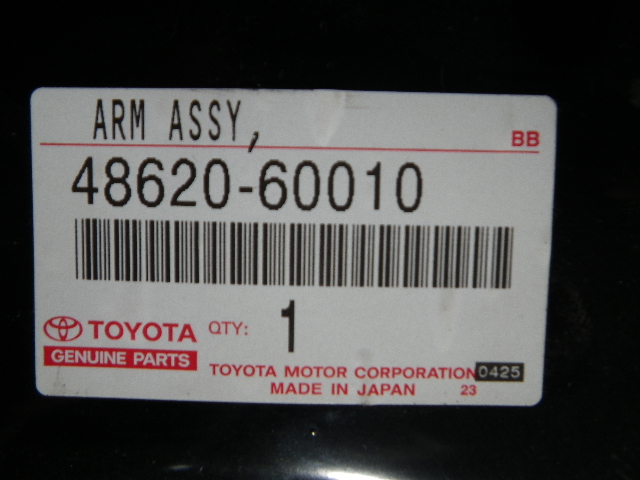 ARM ASSY,
BB
48620-60010
TOYOTA QTY: 1
GENUINE PARTS
TOYOTA MOTOR CORPORATION 0425
MADE IN JAPAN 23